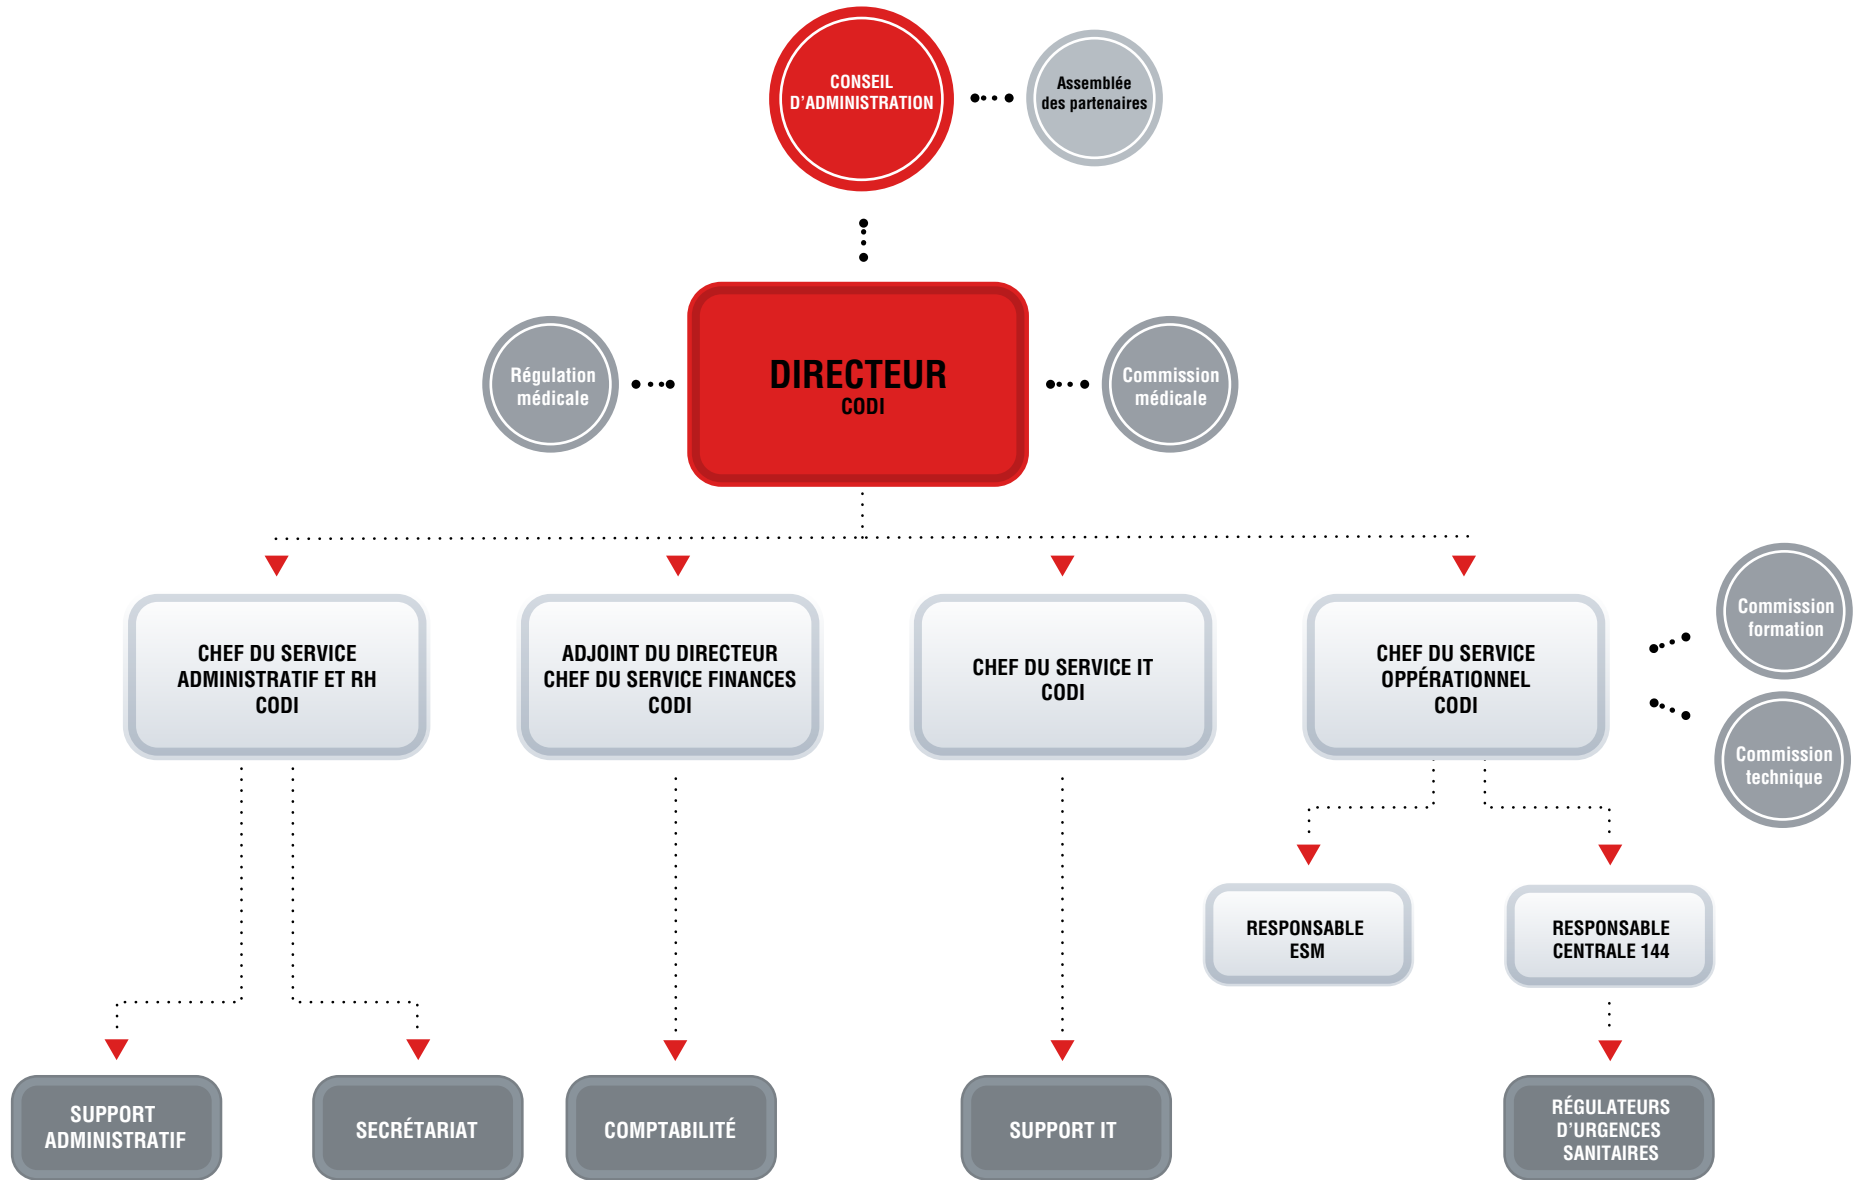 CONSEIL
D’ADMINISTRATION
Assemblée
des partenaires
Régulation
médicale
DIRECTEUR
CODI
Commission
médicale
CHEF DU SERVICE
ADMINISTRATIF ET RH
CODI
ADJOINT DU DIRECTEUR
CHEF DU SERVICE FINANCES
CODI
CHEF DU SERVICE IT
CODI
CHEF DU SERVICE
OPPÉRATIONNEL
CODI
Commission
formation
Commission
technique
RESPONSABLE
ESM
RESPONSABLE
CENTRALE 144
SUPPORT
ADMINISTRATIF
SECRÉTARIAT
COMPTABILITÉ
SUPPORT IT
RÉGULATEURS
D’URGENCES
SANITAIRES